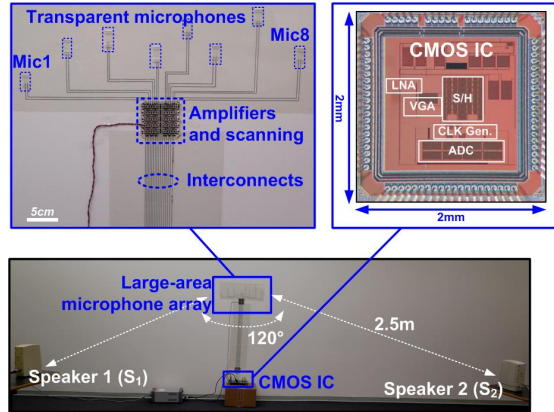 Transparent microphones
Mic1
Mic8
Amplifiers
and scanning
Interconnects
5cm
CMOS IC
LNA
VGA
S/H
CLK Gen.
ADC
2mm
2mm
Large-area
microphone array
120°
2.5m
Speaker 1 (S₁)
CMOS IC
Speaker 2 (S₂)